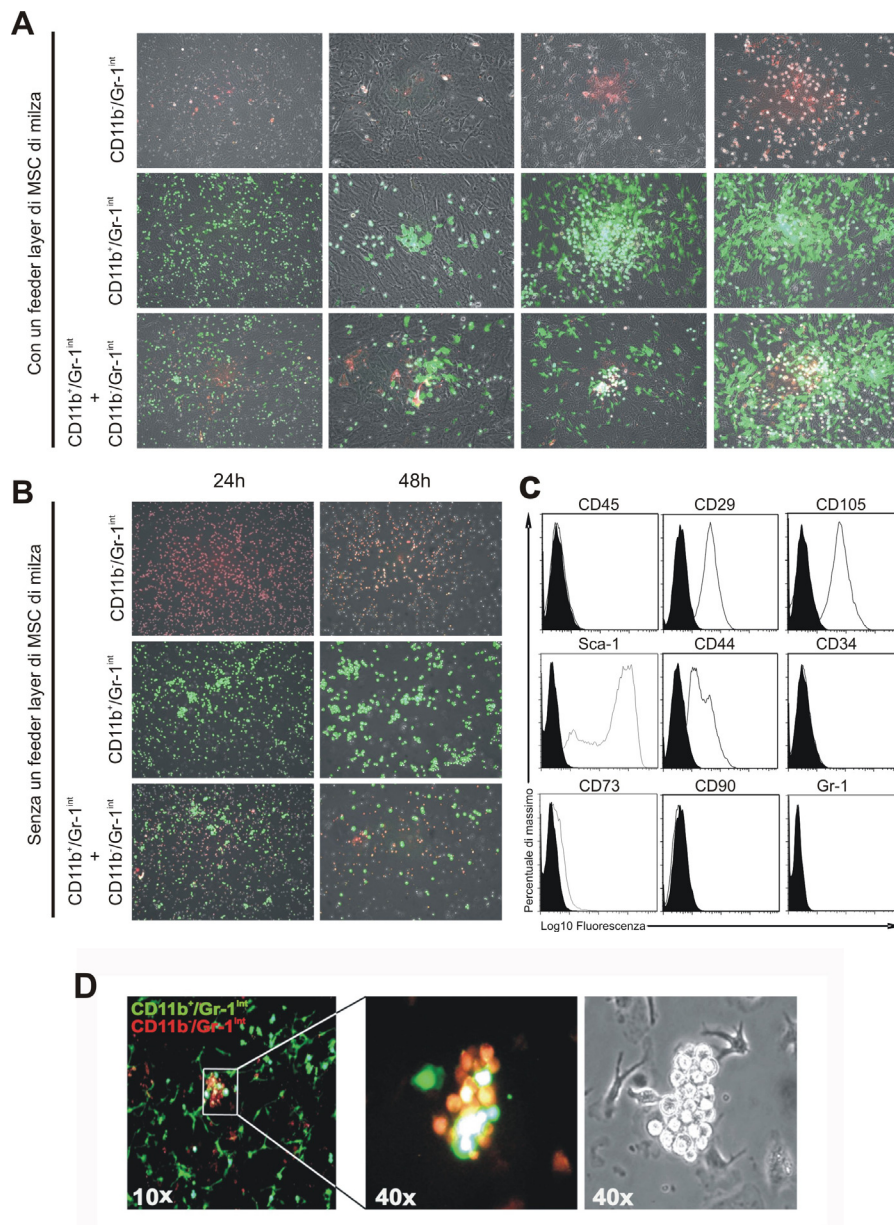 A
Con un feeder layer di MSC di milza
CD11b⁻/Gr-1ⁱⁿᵗ
CD11b⁺/Gr-1ⁱⁿᵗ
CD11b⁺/Gr-1ⁱⁿᵗ
+
CD11b⁻/Gr-1ⁱⁿᵗ
B
24h
48h
Senza un feeder layer di MSC di milza
CD11b⁻/Gr-1ⁱⁿᵗ
CD11b⁺/Gr-1ⁱⁿᵗ
CD11b⁺/Gr-1ⁱⁿᵗ
+
CD11b⁻/Gr-1ⁱⁿᵗ
C
CD45
CD29
CD105
Sca-1
CD44
CD34
CD73
CD90
Gr-1
Percentuale di massimo
Log10 Fluorescenza
D
CD11b⁺/Gr-1ᴵⁿᵗ
CD11b⁻/Gr-1ᴵⁿᵗ
10x
40x
40x